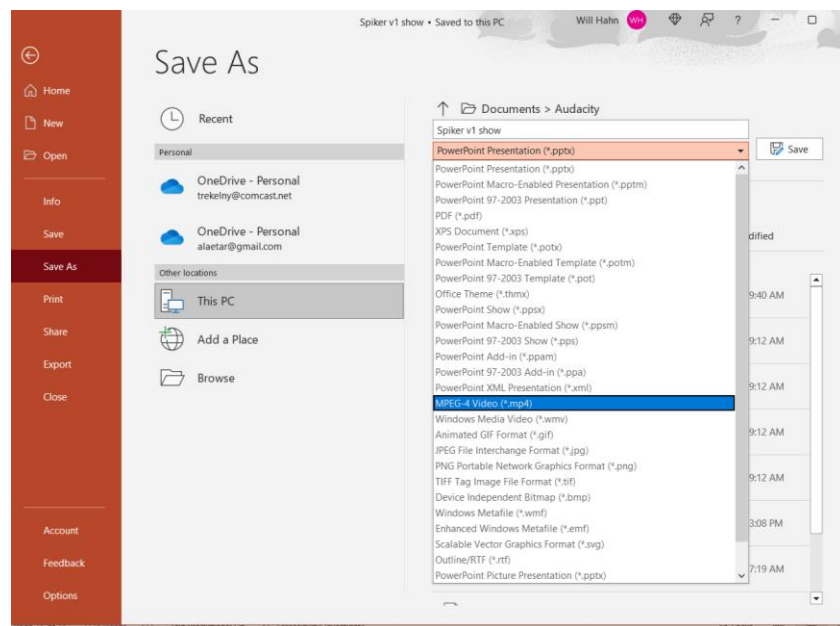 Spiker v1 show • Saved to this PC
Will Hahn
WH
?
Save As
Home
New
Open
Info
Save
Save As
Print
Share
Export
Close
Account
Feedback
Options
Recent
Personal
OneDrive - Personal
trekelny@comcast.net
OneDrive - Personal
alaetar@gmail.com
Other locations
This PC
Add a Place
Browse
Documents > Audacity
Spiker v1 show
PowerPoint Presentation (*.pptx)
Save
PowerPoint Presentation (*.pptx)
PowerPoint Macro-Enabled Presentation (*.pptm)
PowerPoint 97-2003 Presentation (*.ppt)
PDF (*.pdf)
XPS Document (*.xps)
PowerPoint Template (*.potx)
PowerPoint Macro-Enabled Template (*.potm)
PowerPoint 97-2003 Template (*.pot)
Office Theme (*.thmx)
PowerPoint Show (*.ppsx)
PowerPoint Macro-Enabled Show (*.ppsm)
PowerPoint 97-2003 Show (*.pps)
PowerPoint Add-in (*.ppam)
PowerPoint 97-2003 Add-in (*.ppa)
PowerPoint XML Presentation (*.xml)
MPEG-4 Video (*.mp4)
Windows Media Video (*.wmv)
Animated GIF Format (*.gif)
JPEG File Interchange Format (*.jpg)
PNG Portable Network Graphics Format (*.png)
TIFF Tag Image File Format (*.tif)
Device Independent Bitmap (*.bmp)
Windows Metafile (*.wmf)
Enhanced Windows Metafile (*.emf)
Scalable Vector Graphics Format (*.svg)
Outline/RTF (*.rtf)
PowerPoint Picture Presentation (*.pptx)
dified
9:40 AM
9:12 AM
9:12 AM
9:12 AM
9:12 AM
3:08 PM
7:19 AM